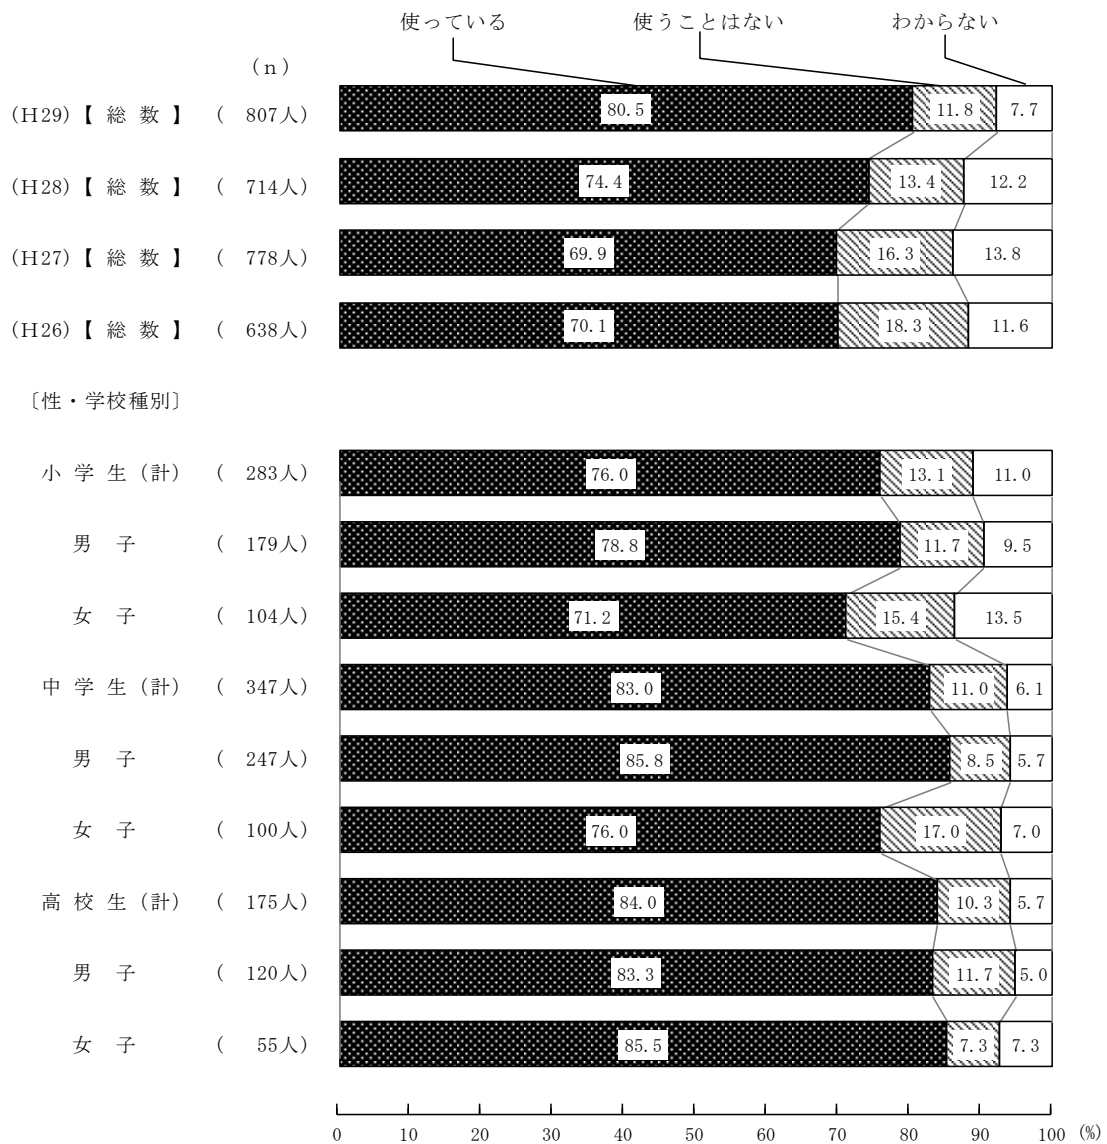 使っている 使うことはない わからない
(n)
(H29)【 総 数 】 ( 807人) 80.5 11.8 7.7
(H28)【 総 数 】 ( 714人) 74.4 13.4 12.2
(H27)【 総 数 】 ( 778人) 69.9 16.3 13.8
(H26)【 総 数 】 ( 638人) 70.1 18.3 11.6
〔性・学校種別〕
小 学 生 (計) ( 283人) 76.0 13.1 11.0
男 子 ( 179人) 78.8 11.7 9.5
女 子 ( 104人) 71.2 15.4 13.5
中 学 生 (計) ( 347人) 83.0 11.0 6.1
男 子 ( 247人) 85.8 8.5 5.7
女 子 ( 100人) 76.0 17.0 7.0
高 校 生 (計) ( 175人) 84.0 10.3 5.7
男 子 ( 120人) 83.3 11.7 5.0
女 子 ( 55人) 85.5 7.3 7.3
0 10 20 30 40 50 60 70 80 90 100 (%)